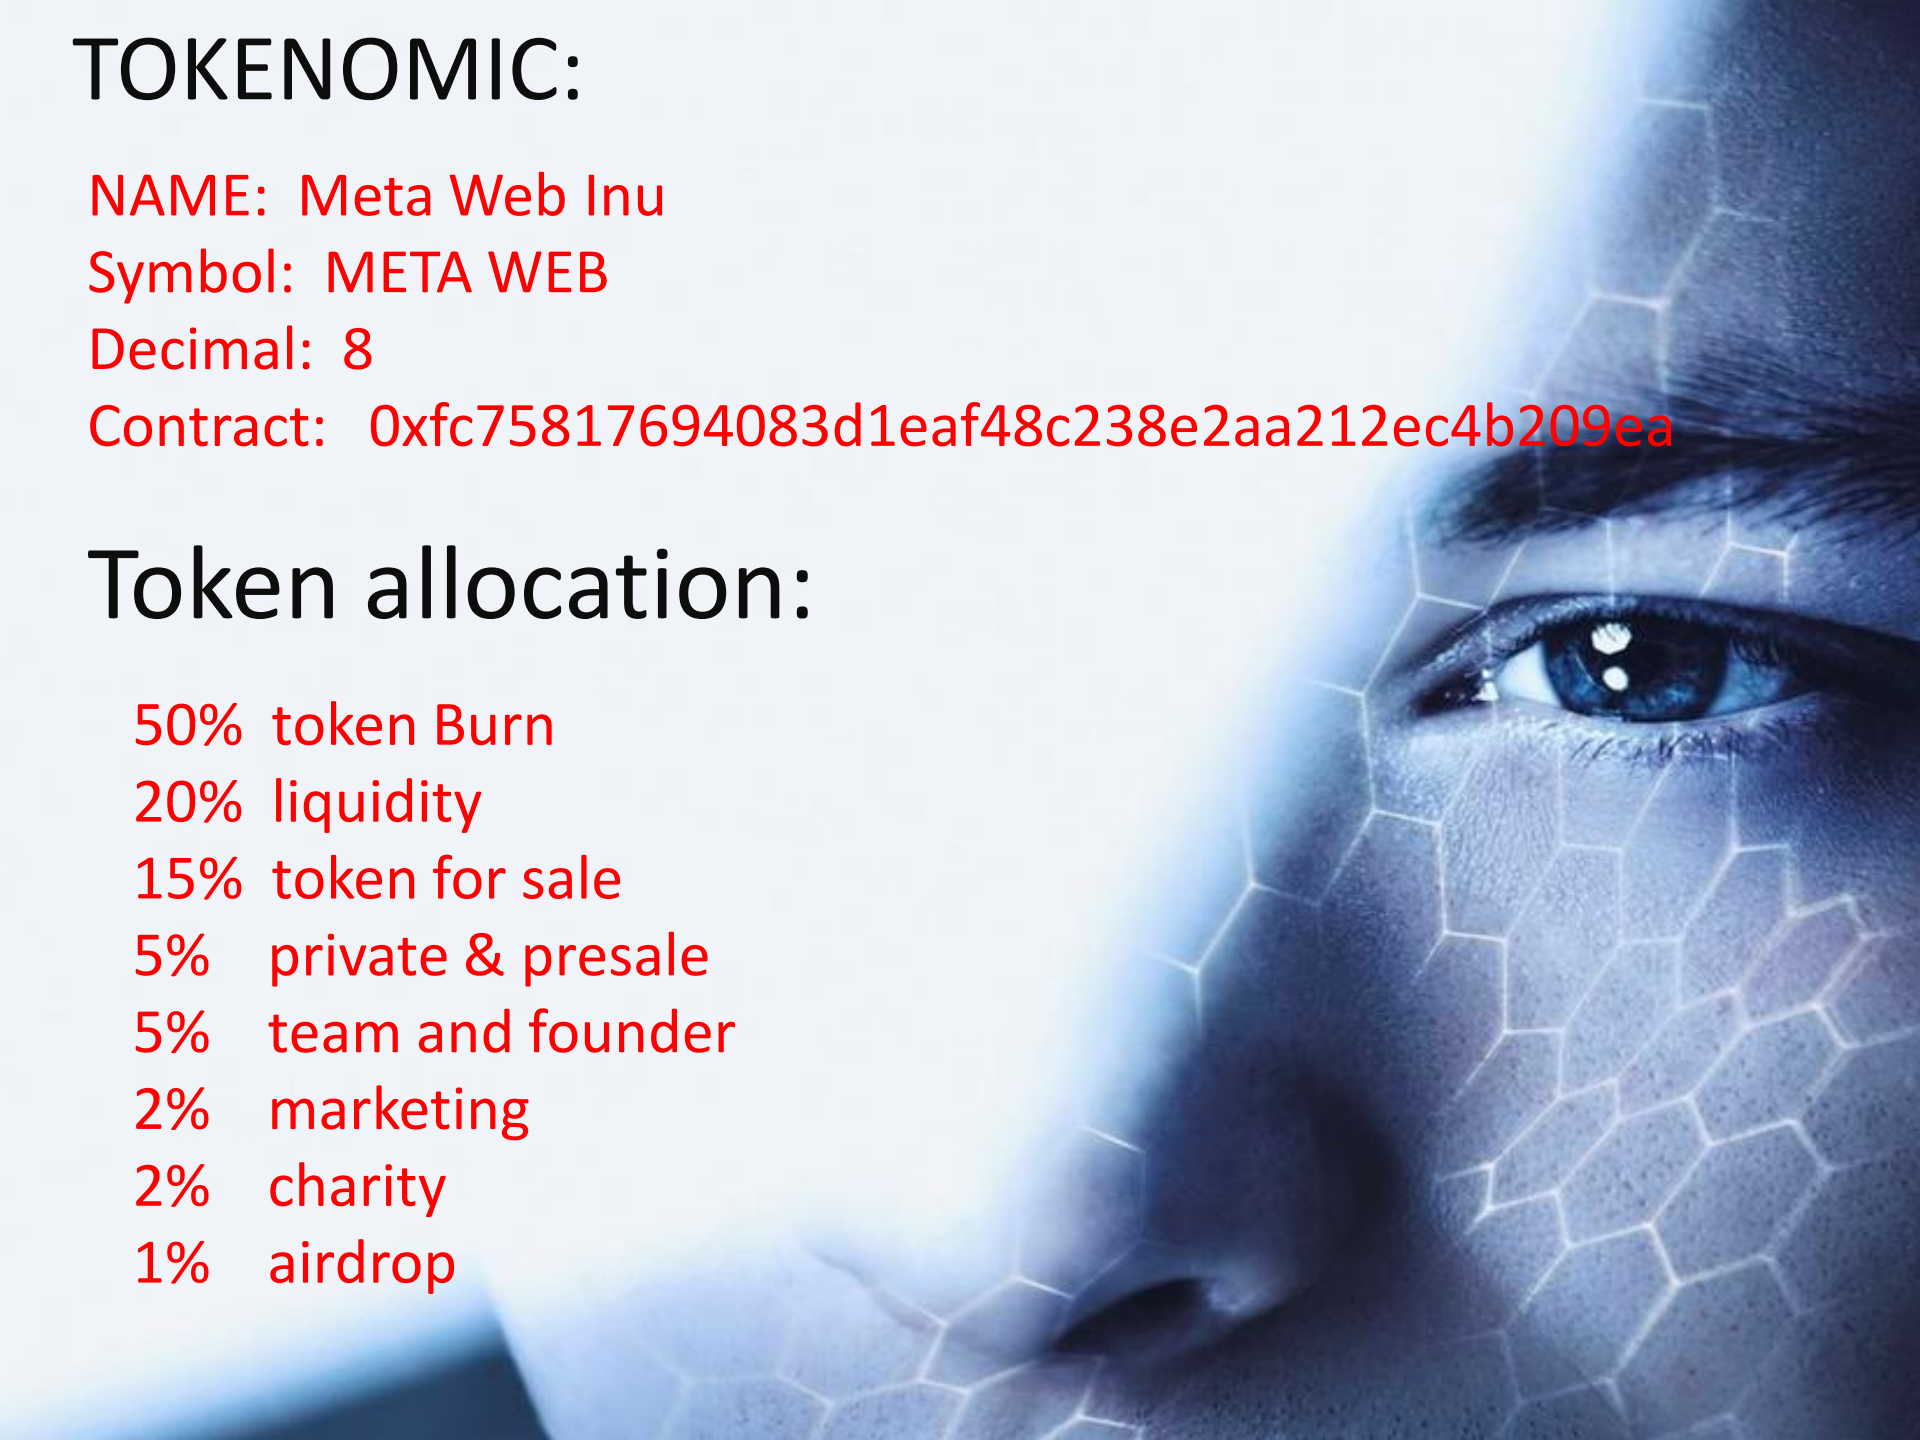 TOKENOMIC:
NAME: Meta Web Inu
Symbol: META WEB
Decimal: 8
Contract: 0xfc75817694083d1eaf48c238e2aa212ec4b209ea
Token allocation:
50% token Burn
20% liquidity
15% token for sale
5% private & presale
5% team and founder
2% marketing
2% charity
1% airdrop